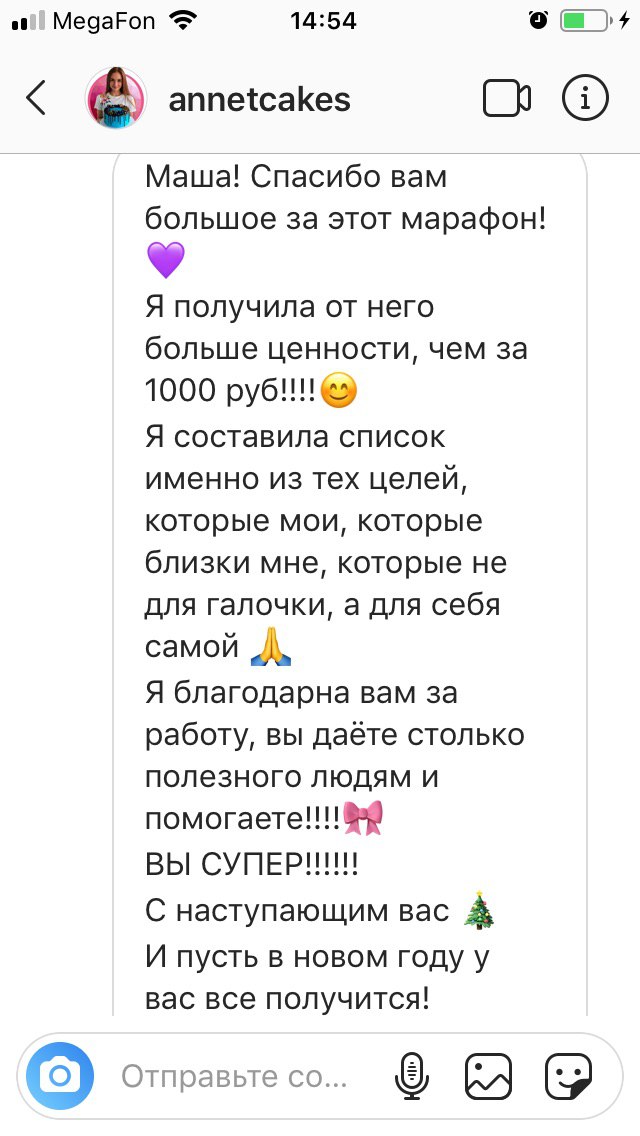 MegaFon 14:54
annetcakes
Маша! Спасибо вам
большое за этот марафон!
💜
Я получила от него
больше ценности, чем за
1000 руб!!!!😊
Я составила список
именно из тех целей,
которые мои, которые
близки мне, которые не
для галочки, а для себя
самой 🙏
Я благодарна вам за
работу, вы даёте столько
полезного людям и
помогаете!!!!🎀
ВЫ СУПЕР!!!!!!
С наступающим вас 🎄
И пусть в новом году у
вас все получится!
Отправьте со...